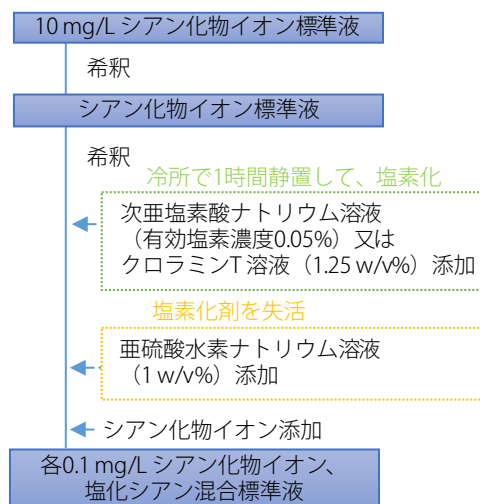 10 mg/L シアン化物イオン標準液
希釈
シアン化物イオン標準液
希釈
冷所で1時間静置して、塩素化
次亜塩素酸ナトリウム溶液
（有効塩素濃度0.05%）又は
クロラミンT 溶液（1.25 w/v%）添加
塩素化剤を失活
亜硫酸水素ナトリウム溶液
（1 w/v%）添加
シアン化物イオン添加
各0.1 mg/L シアン化物イオン、
塩化シアン混合標準液